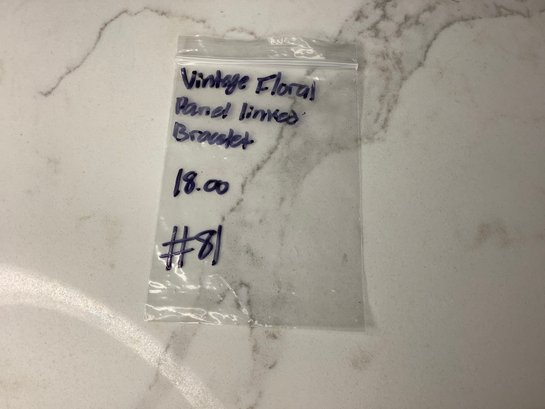 Vintage Floral
Panel linked
Bracelet
18.00
#81